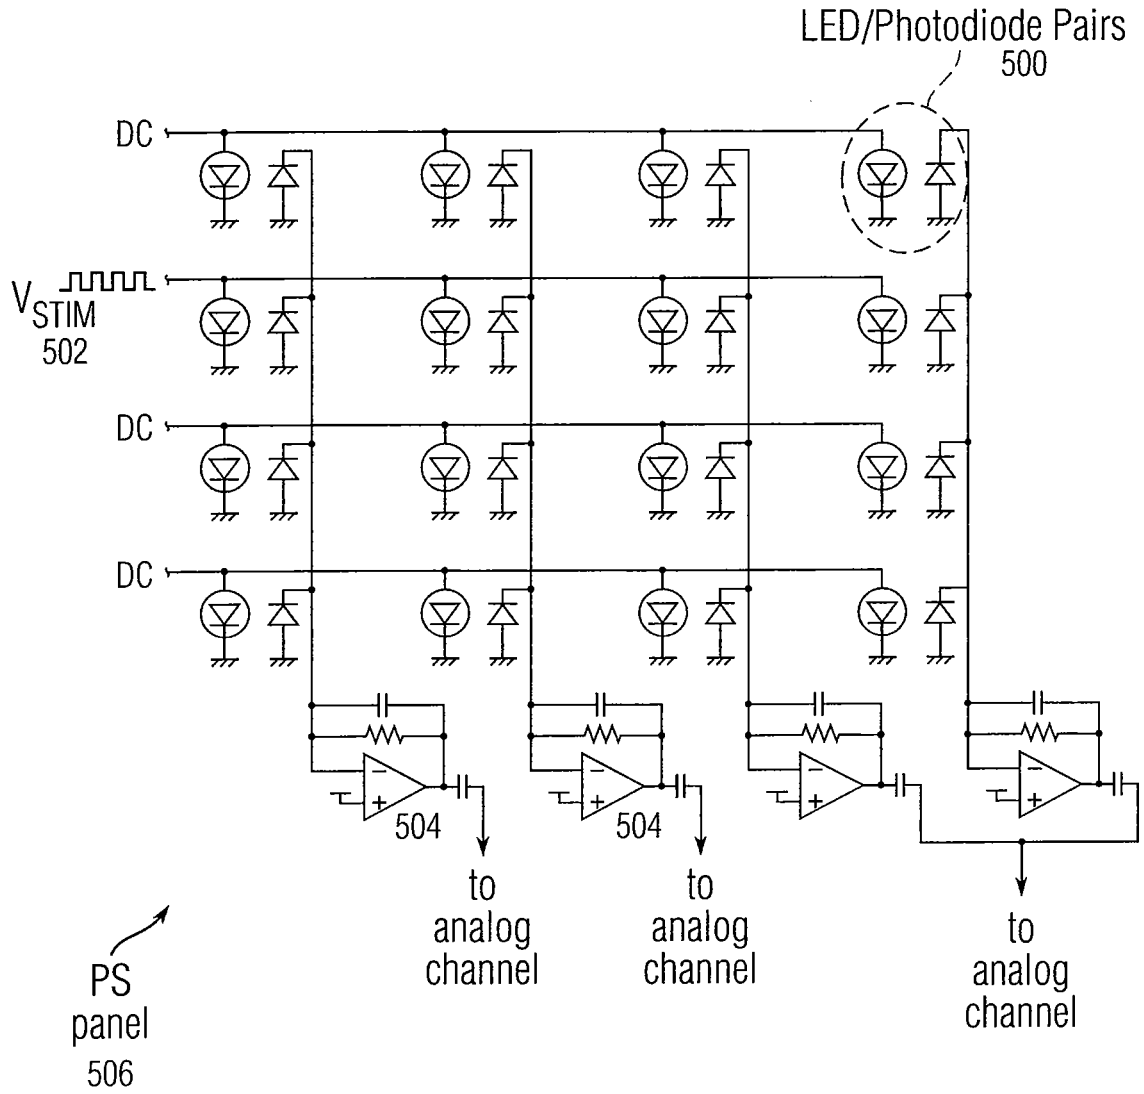 LED/Photodiode Pairs
500
DC
V
STIM
502
DC
DC
−
+
504
−
+
504
−
+
−
+
to
analog
channel
to
analog
channel
to
analog
channel
PS
panel
506